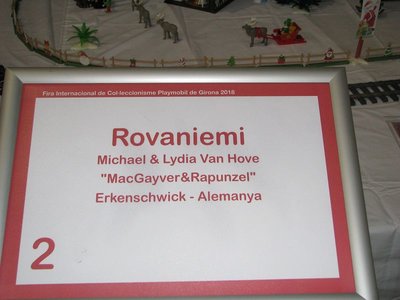 Fira Internacional de Col·leccionisme Playmobil de Girona 2018
Rovaniemi
Michael & Lydia Van Hove
"MacGayver&Rapunzel"
Erkenschwick - Alemanya
2